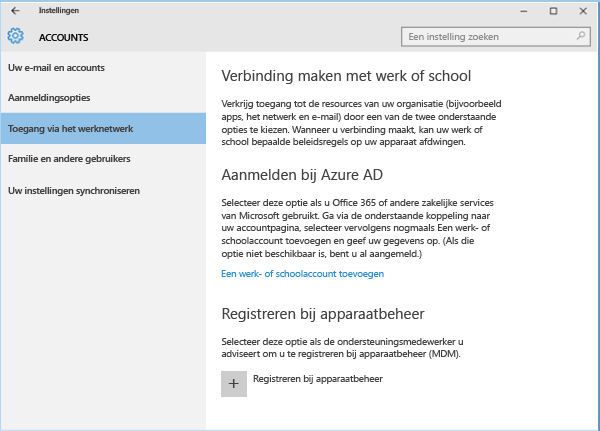 Instellingen
ACCOUNTS
Een instelling zoeken
Uw e-mail en accounts
Aanmeldingsopties
Toegang via het werknetwerk
Familie en andere gebruikers
Uw instellingen synchroniseren
Verbinding maken met werk of school
Verkrijg toegang tot de resources van uw organisatie (bijvoorbeeld
apps, het netwerk en e-mail) door een van de twee onderstaande
opties te kiezen. Wanneer u verbinding maakt, kan uw werk of
school bepaalde beleidsregels op uw apparaat afdwingen.
Aanmelden bij Azure AD
Selecteer deze optie als u Office 365 of andere zakelijke services
van Microsoft gebruikt. Ga via de onderstaande koppeling naar
uw accountpagina, selecteer vervolgens nogmaals Een werk- of
schoolaccount toevoegen en geef uw gegevens op. (Als die
optie niet beschikbaar is, bent u al aangemeld.)
Een werk- of schoolaccount toevoegen
Registreren bij apparaatbeheer
Selecteer deze optie als de ondersteuningsmedewerker u
adviseert om u te registreren bij apparaatbeheer (MDM).
Registreren bij apparaatbeheer